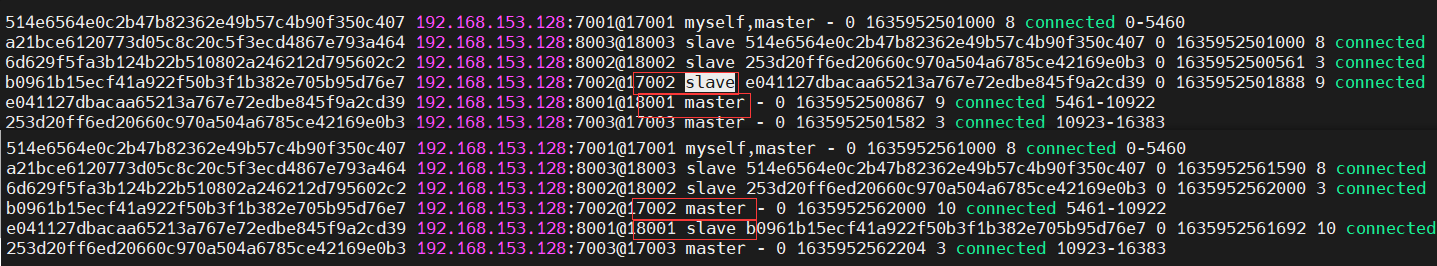 514e6564e0c2b47b82362e49b57c4b90f350c407 192.168.153.128:7001@17001 myself,master - 0 1635952501000 8 connected 0-5460
a21bce6120773d05c8c20c5f3ecd4867e793a464 192.168.153.128:8003@18003 slave 514e6564e0c2b47b82362e49b57c4b90f350c407 0 1635952501000 8 connected
6d629f5fa3b124b22b510802a246212d795602c2 192.168.153.128:8002@18002 slave 253d20ff6ed20660c970a504a6785ce42169e0b3 0 1635952500561 3 connected
b0961b15ecf41a922f50b3f1b382e705b95d76e7 192.168.153.128:7002@17002 slave e041127dbacaa65213a767e72edbe845f9a2cd39 0 1635952501888 9 connected
e041127dbacaa65213a767e72edbe845f9a2cd39 192.168.153.128:8001@18001 master - 0 1635952500867 9 connected 5461-10922
253d20ff6ed20660c970a504a6785ce42169e0b3 192.168.153.128:7003@17003 master - 0 1635952501582 3 connected 10923-16383
514e6564e0c2b47b82362e49b57c4b90f350c407 192.168.153.128:7001@17001 myself,master - 0 1635952561000 8 connected 0-5460
a21bce6120773d05c8c20c5f3ecd4867e793a464 192.168.153.128:8003@18003 slave 514e6564e0c2b47b82362e49b57c4b90f350c407 0 1635952561590 8 connected
6d629f5fa3b124b22b510802a246212d795602c2 192.168.153.128:8002@18002 slave 253d20ff6ed20660c970a504a6785ce42169e0b3 0 1635952562000 3 connected
b0961b15ecf41a922f50b3f1b382e705b95d76e7 192.168.153.128:7002@17002 master - 0 1635952562000 10 connected 5461-10922
e041127dbacaa65213a767e72edbe845f9a2cd39 192.168.153.128:8001@18001 slave b0961b15ecf41a922f50b3f1b382e705b95d76e7 0 1635952561692 10 connected
253d20ff6ed20660c970a504a6785ce42169e0b3 192.168.153.128:7003@17003 master - 0 1635952562204 3 connected 10923-16383